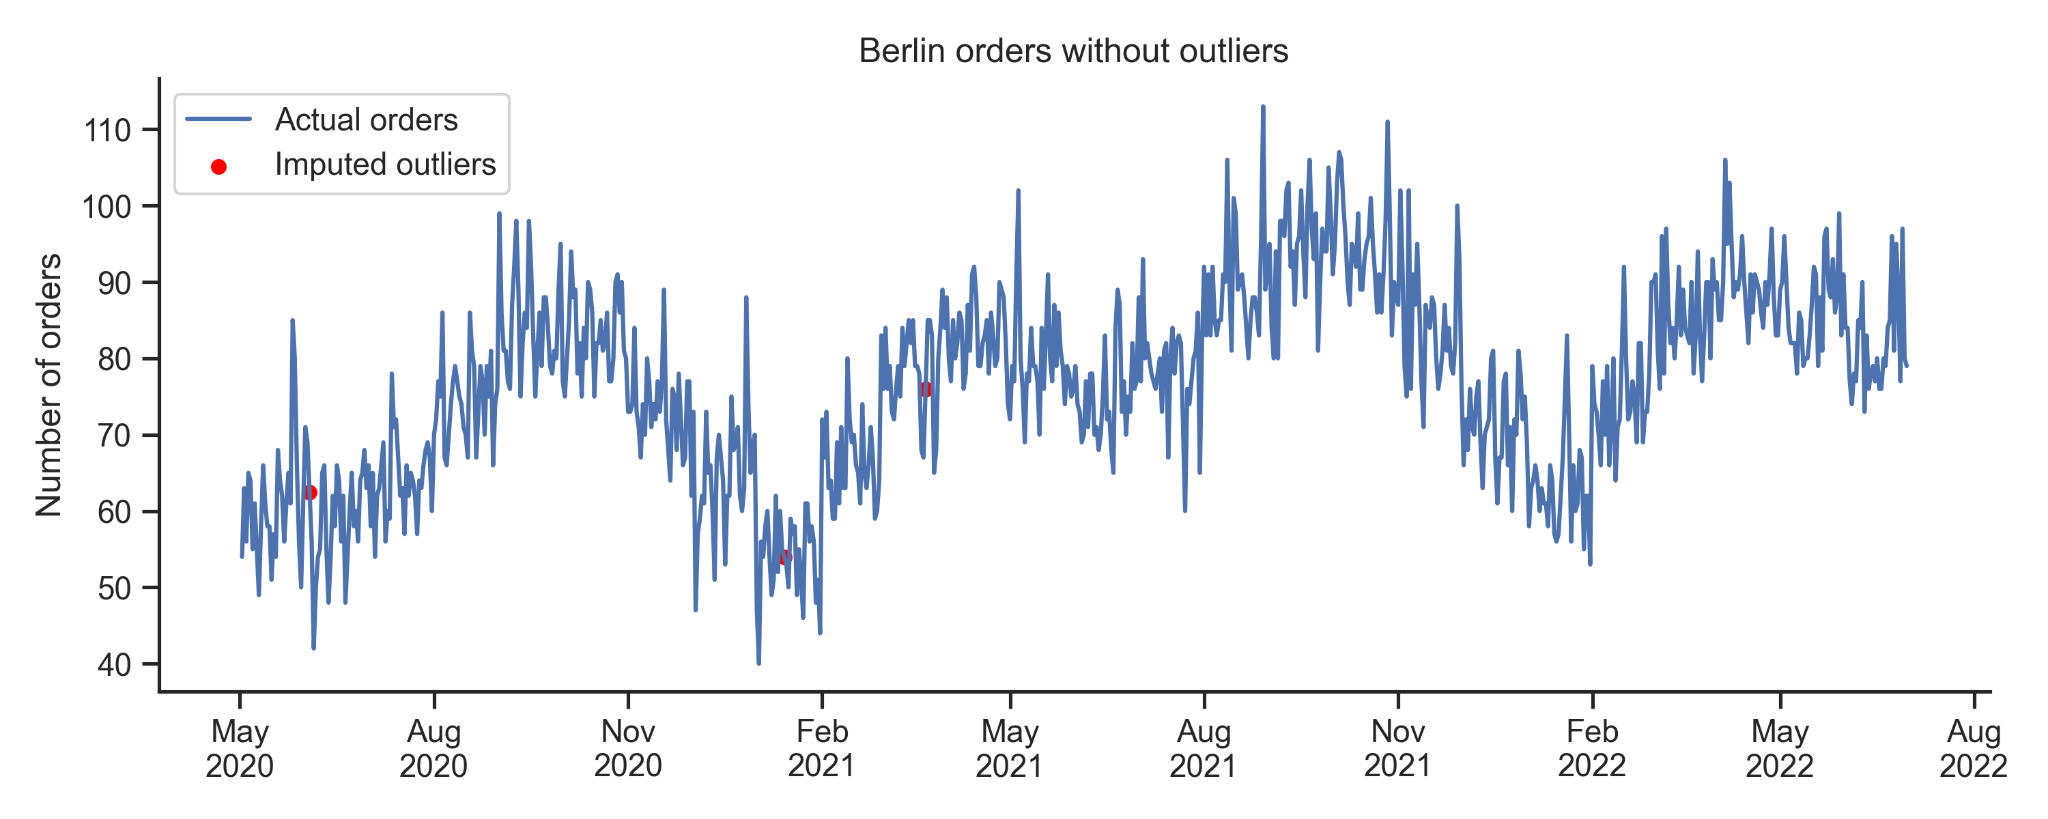 Berlin orders without outliers
Actual orders
Imputed outliers
Number of orders
110
100
90
80
70
60
50
40
May
2020
Aug
2020
Nov
2020
Feb
2021
May
2021
Aug
2021
Nov
2021
Feb
2022
May
2022
Aug
2022